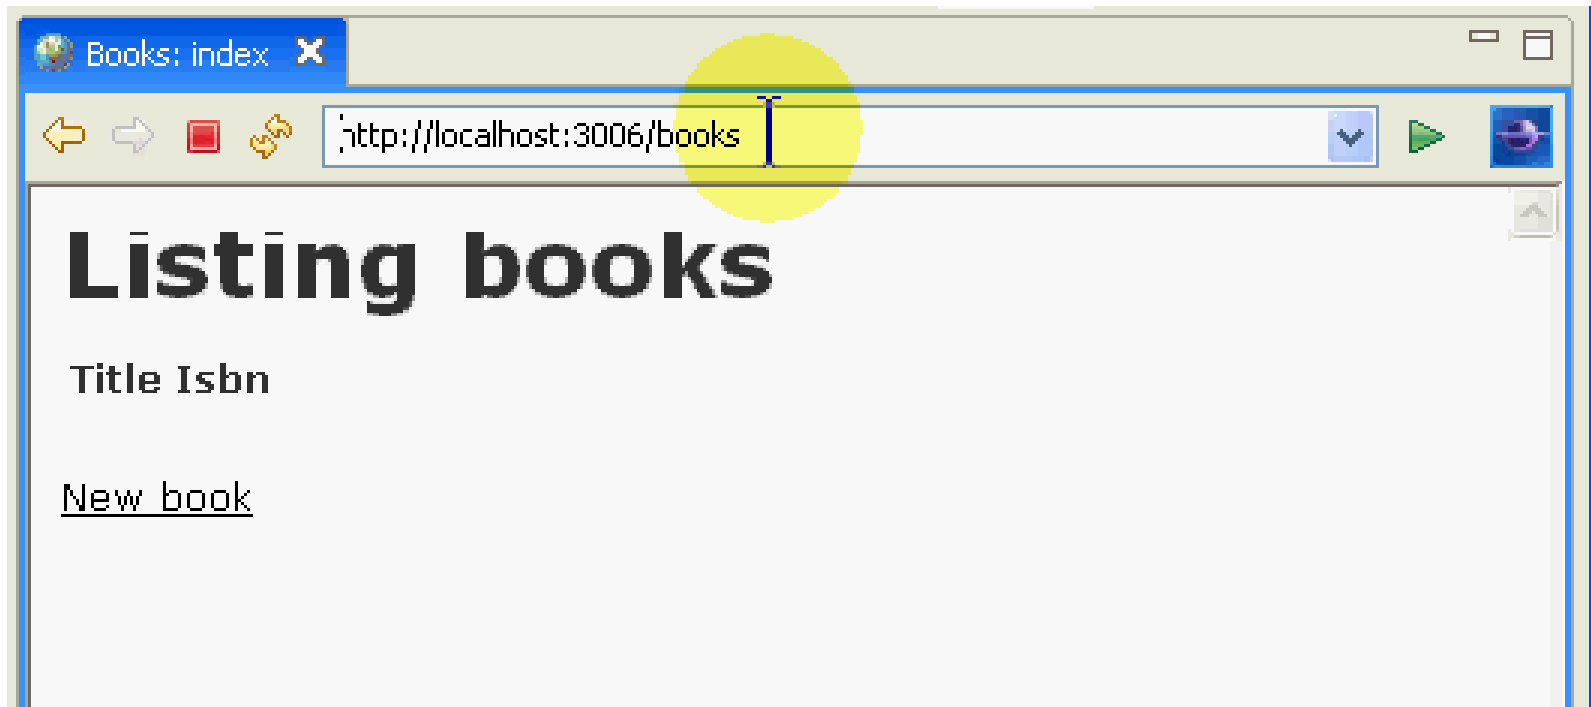 Books: index
http://localhost:3006/books
Listing books
Title Isbn
New book